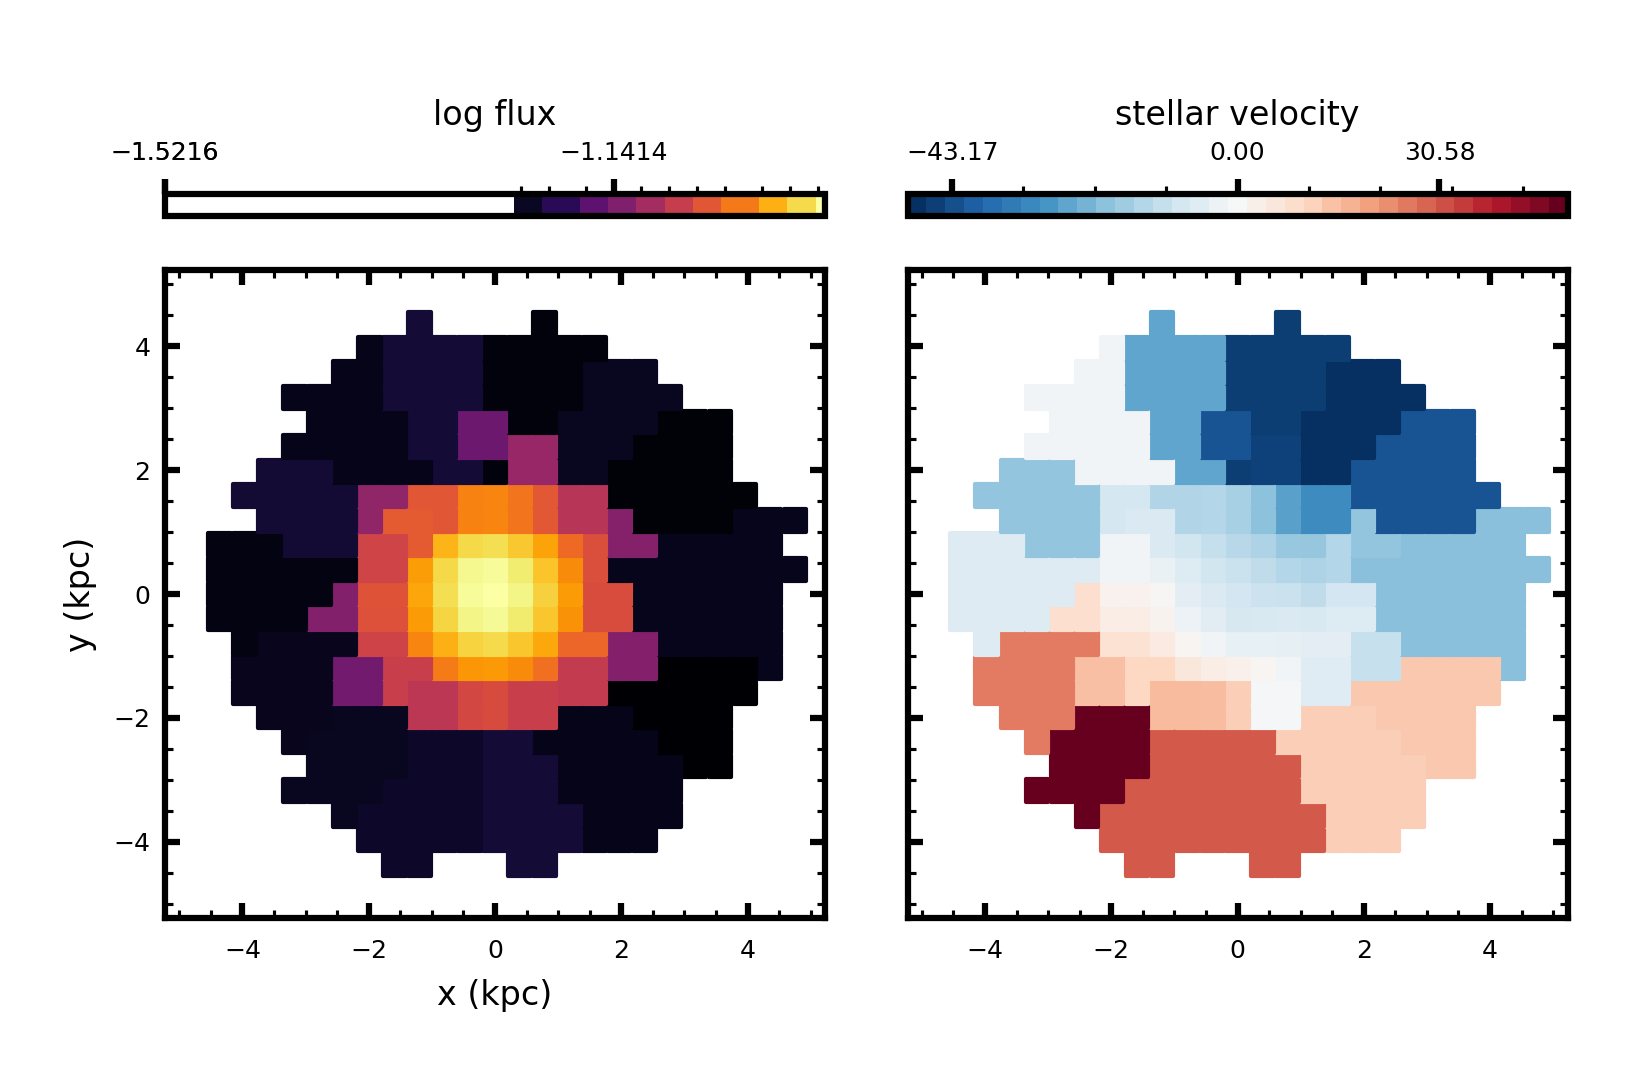 log flux
−1.5216 −1.1414
stellar velocity
−43.17 0.00 30.58
y (kpc)
4
2
0
−2
−4
−4 −2 0 2 4
x (kpc)
−4 −2 0 2 4